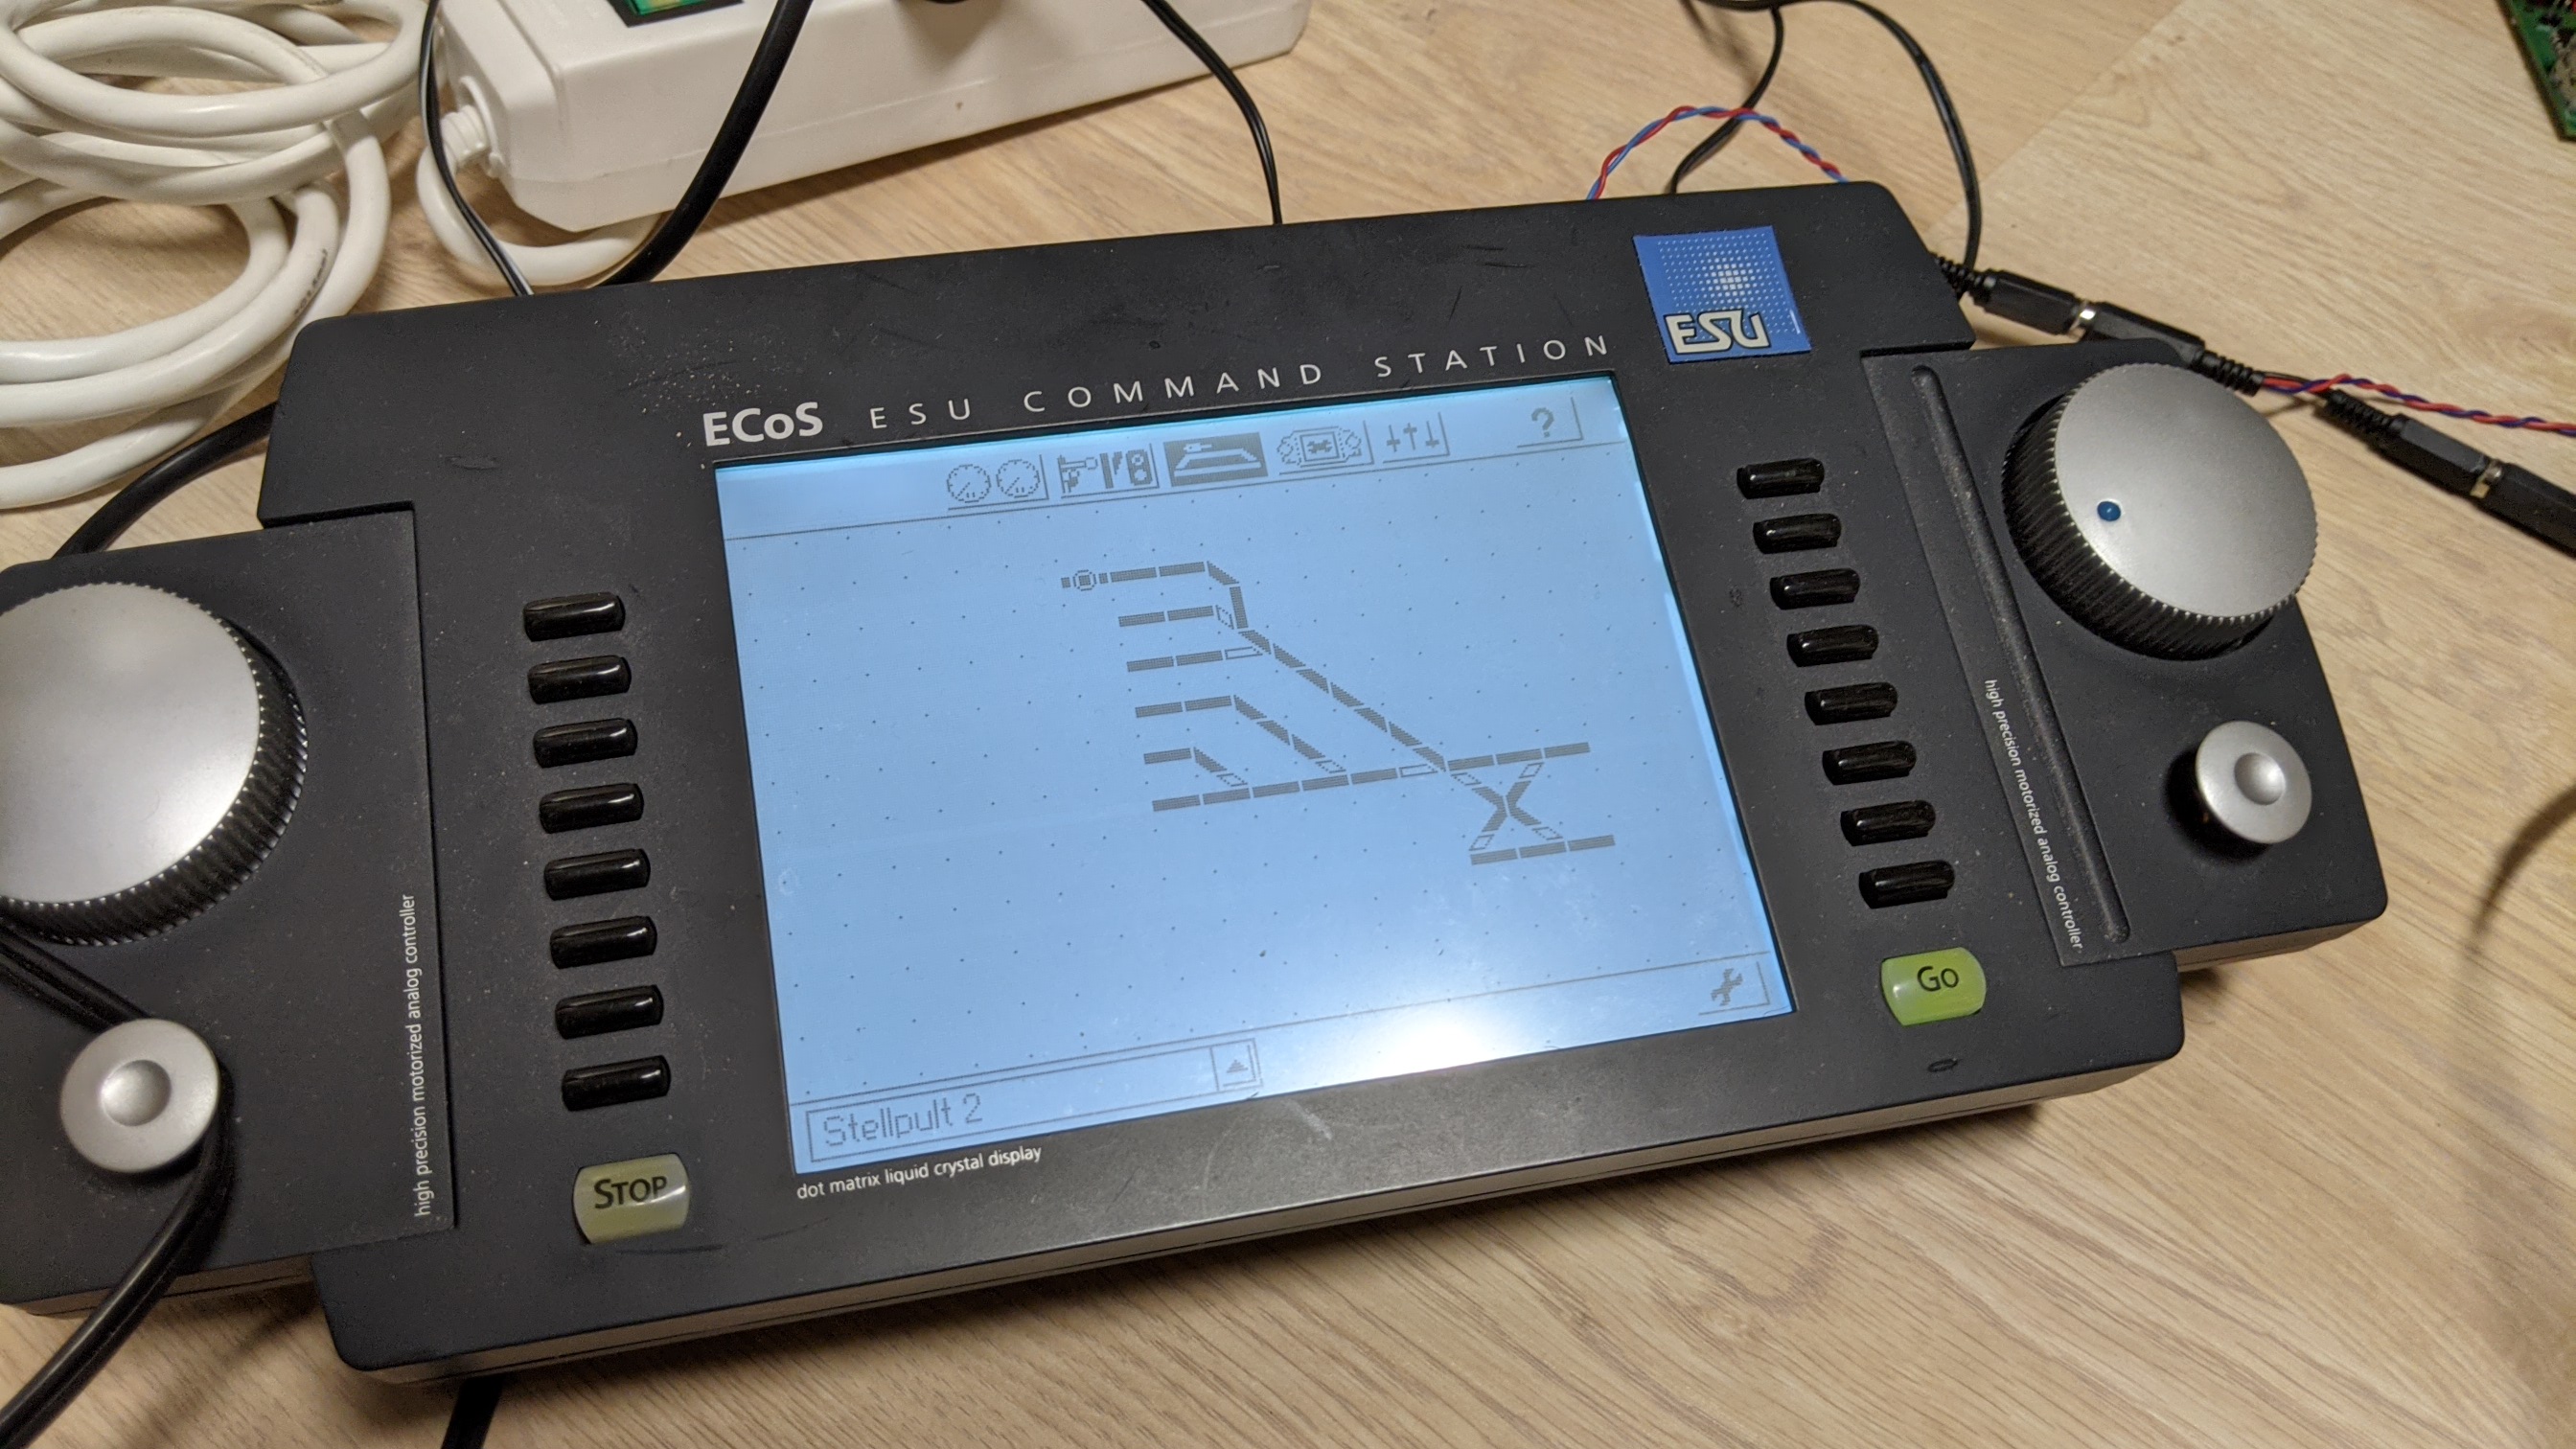 ESU
ECoS ESU COMMAND STATION
?
high precision motorized analog controller
high precision motorized analog controller
GO
Stellpult 2
STOP
dot matrix liquid crystal display